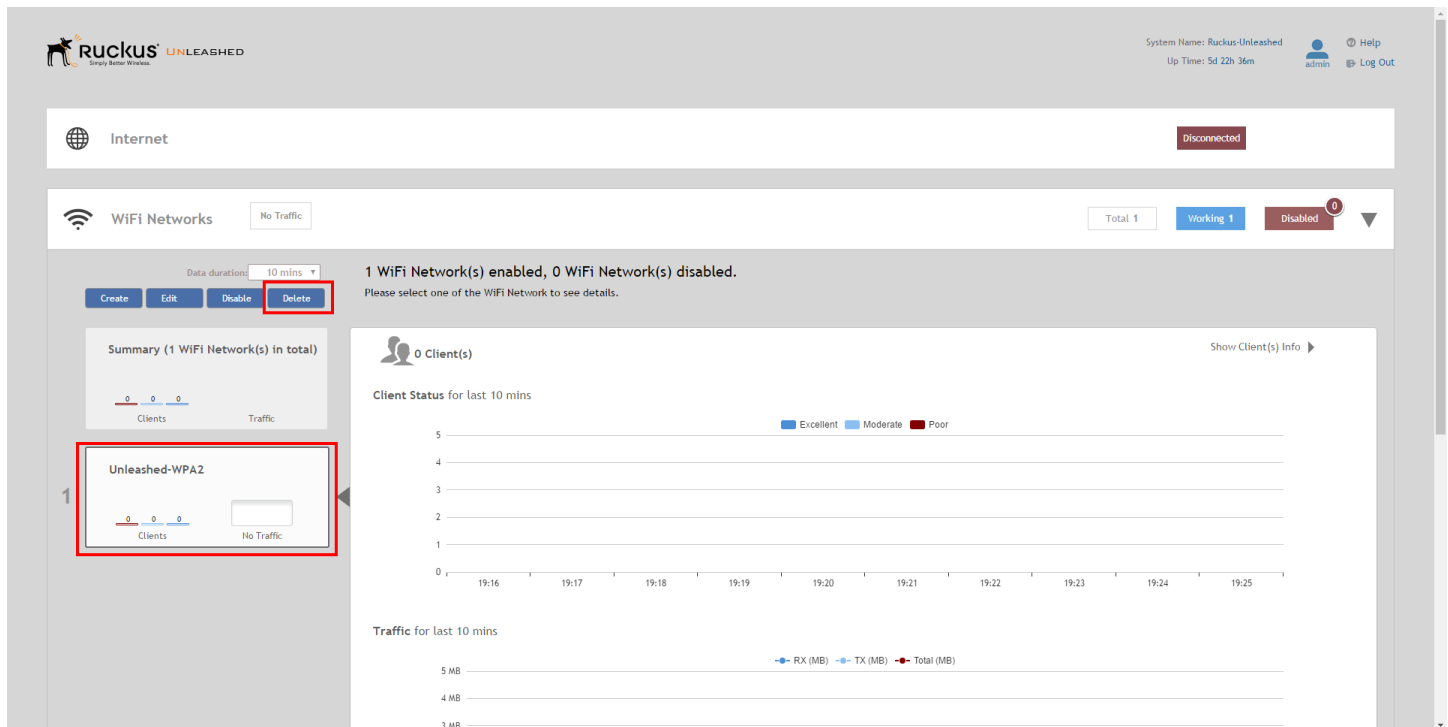 Ruckus UNLEASHED
Simply Better Wireless.
System Name: Ruckus-Unleashed
Up Time: 5d 22h 36m
admin
Help
Log Out
Internet
Disconnected
WiFi Networks
No Traffic
Total 1
Working 1
Disabled
0
Data duration: 10 mins
Create Edit Disable Delete
1 WiFi Network(s) enabled, 0 WiFi Network(s) disabled.
Please select one of the WiFi Network to see details.
Summary (1 WiFi Network(s) in total)
0 0 0
Clients Traffic
1
Unleashed-WPA2
0 0 0
Clients No Traffic
0 Client(s)
Show Client(s) Info
Client Status for last 10 mins
Excellent Moderate Poor
5
4
3
2
1
0
19:16 19:17 19:18 19:19 19:20 19:21 19:22 19:23 19:24 19:25
Traffic for last 10 mins
RX (MB) TX (MB) Total (MB)
5 MB
4 MB
3 MB